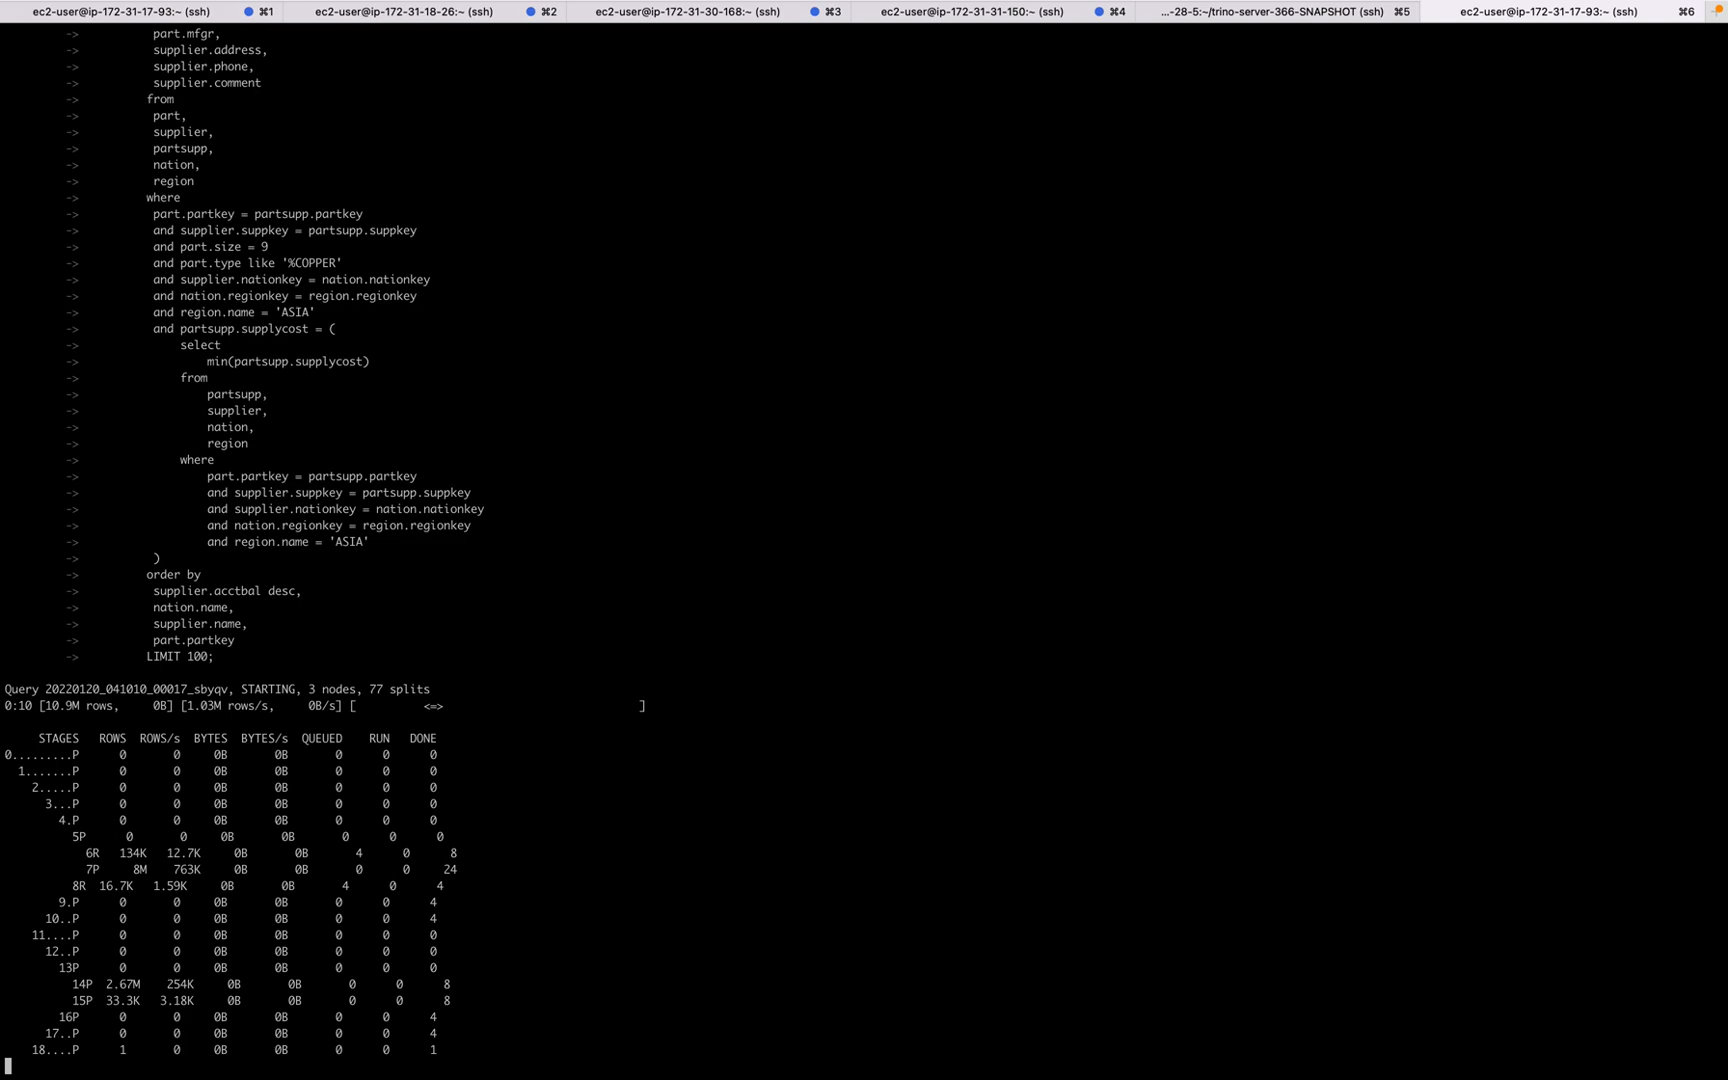 ec2-user@ip-172-31-17-93:~ (ssh) ⌘1 ec2-user@ip-172-31-18-26:~ (ssh) ⌘2 ec2-user@ip-172-31-30-168:~ (ssh) ⌘3 ec2-user@ip-172-31-31-150:~ (ssh) ⌘4 ...-28-5:~/trino-server-366-SNAPSHOT (ssh) ⌘5 ec2-user@ip-172-31-17-93:~ (ssh) ⌘6
-> part.mfgr,
-> supplier.address,
-> supplier.phone,
-> supplier.comment
-> from
-> part,
-> supplier,
-> partsupp,
-> nation,
-> region
-> where
-> part.partkey = partsupp.partkey
-> and supplier.suppkey = partsupp.suppkey
-> and part.size = 9
-> and part.type like '%COPPER'
-> and supplier.nationkey = nation.nationkey
-> and nation.regionkey = region.regionkey
-> and region.name = 'ASIA'
-> and partsupp.supplycost = (
-> select
-> min(partsupp.supplycost)
-> from
-> partsupp,
-> supplier,
-> nation,
-> region
-> where
-> part.partkey = partsupp.partkey
-> and supplier.suppkey = partsupp.suppkey
-> and supplier.nationkey = nation.nationkey
-> and nation.regionkey = region.regionkey
-> and region.name = 'ASIA'
-> )
-> order by
-> supplier.acctbal desc,
-> nation.name,
-> supplier.name,
-> part.partkey
-> LIMIT 100;
Query 20220120_041010_00017_sbyqv, STARTING, 3 nodes, 77 splits
0:10 [10.9M rows, 0B] [1.03M rows/s, 0B/s] [ <=> ]
STAGES ROWS ROWS/s BYTES BYTES/s QUEUED RUN DONE
0.........P 0 0 0B 0B 0 0 0
1.......P 0 0 0B 0B 0 0 0
2.....P 0 0 0B 0B 0 0 0
3...P 0 0 0B 0B 0 0 0
4.P 0 0 0B 0B 0 0 0
5P 0 0 0B 0B 0 0 0
6R 134K 12.7K 0B 0B 4 0 8
7P 8M 763K 0B 0B 0 0 24
8R 16.7K 1.59K 0B 0B 4 0 4
9.P 0 0 0B 0B 0 0 4
10..P 0 0 0B 0B 0 0 4
11....P 0 0 0B 0B 0 0 0
12..P 0 0 0B 0B 0 0 0
13P 0 0 0B 0B 0 0 0
14P 2.67M 254K 0B 0B 0 0 8
15P 33.3K 3.18K 0B 0B 0 0 8
16P 0 0 0B 0B 0 0 4
17..P 0 0 0B 0B 0 0 4
18....P 1 0 0B 0B 0 0 1